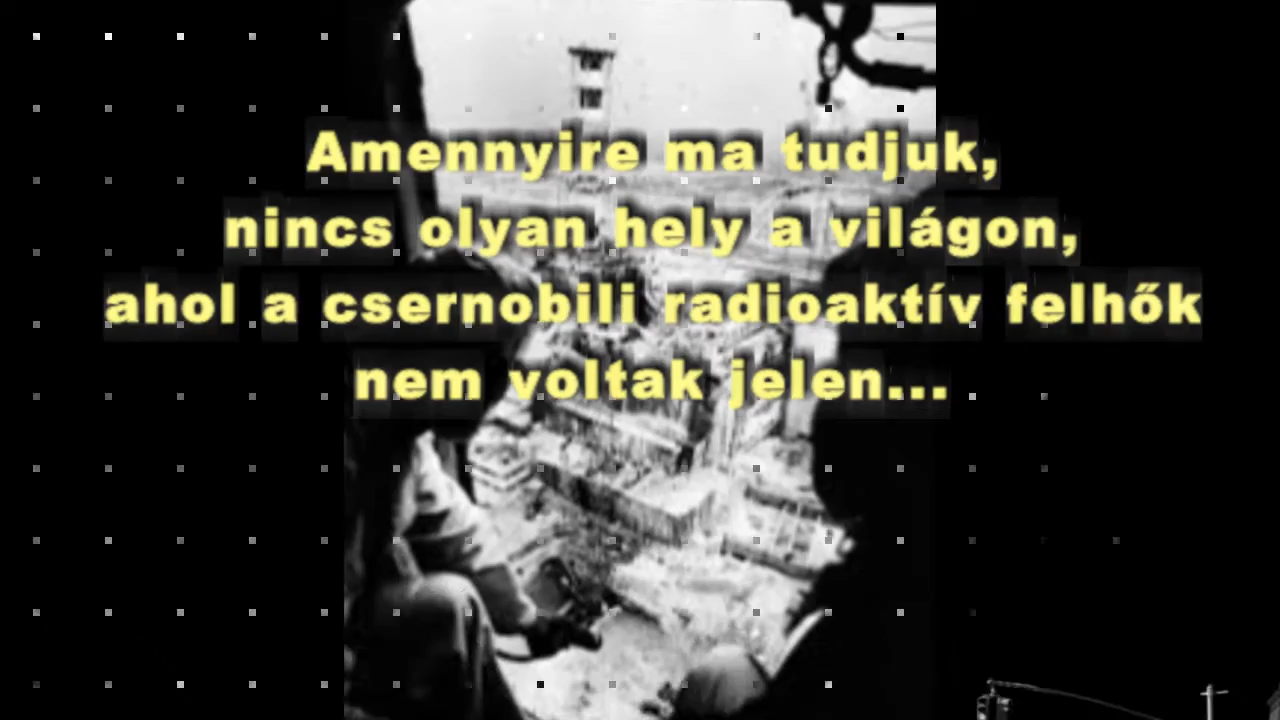 Amennyire ma tudjuk,
nincs olyan hely a világon,
ahol a csernobili radioaktív felhők
nem voltak jelen...